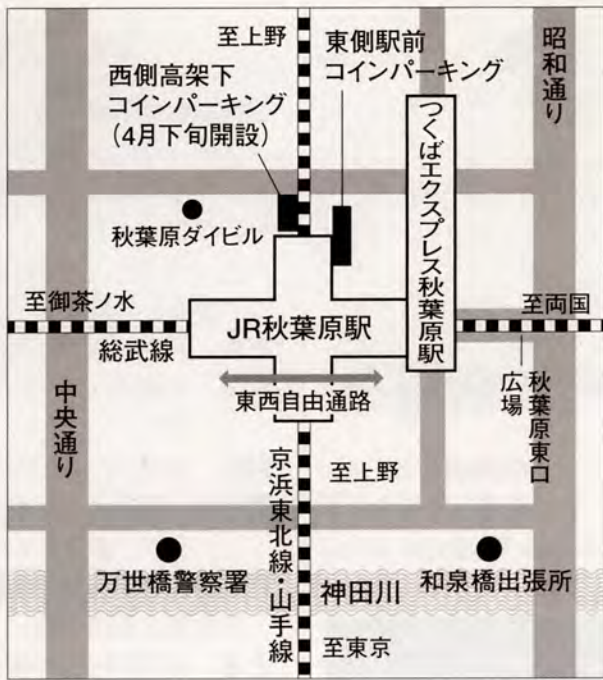 至上野
東側駅前
コインパーキング
西側高架下
コインパーキング
(4月下旬開設)
昭和通り
つくばエクスプレス秋葉原駅
秋葉原ダイビル
至御茶ノ水
総武線
JR秋葉原駅
至両国
東西自由通路
秋葉原東口
広場
中央通り
京浜東北線・山手線
至上野
万世橋警察署
神田川
和泉橋出張所
至東京